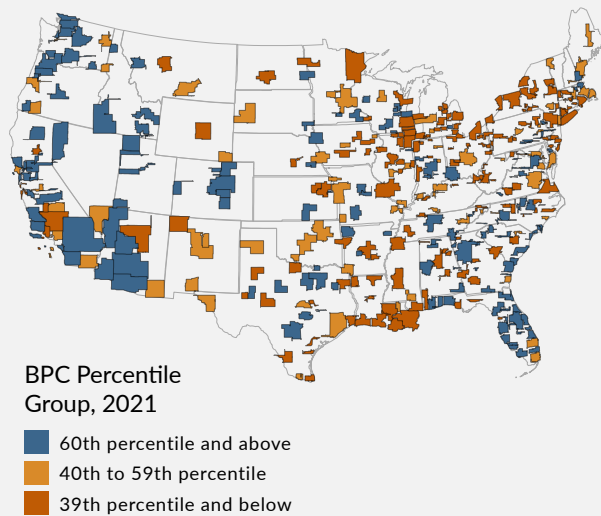 BPC Percentile
Group, 2021
60th percentile and above
40th to 59th percentile
39th percentile and below